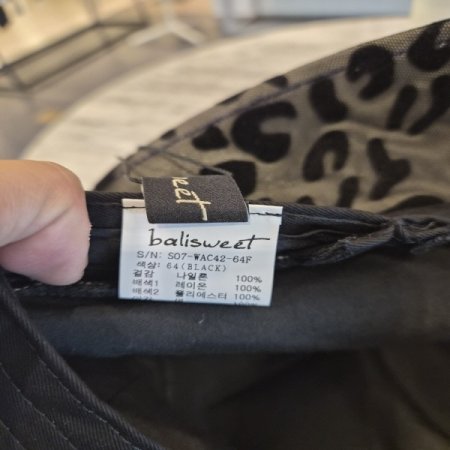 eet
balisweet
S/N: S07-WAC42-64F
색상: 64(BLACK)
겉감 나일론 100%
배색1 레이온 100%
배색2 폴리에스터 100%